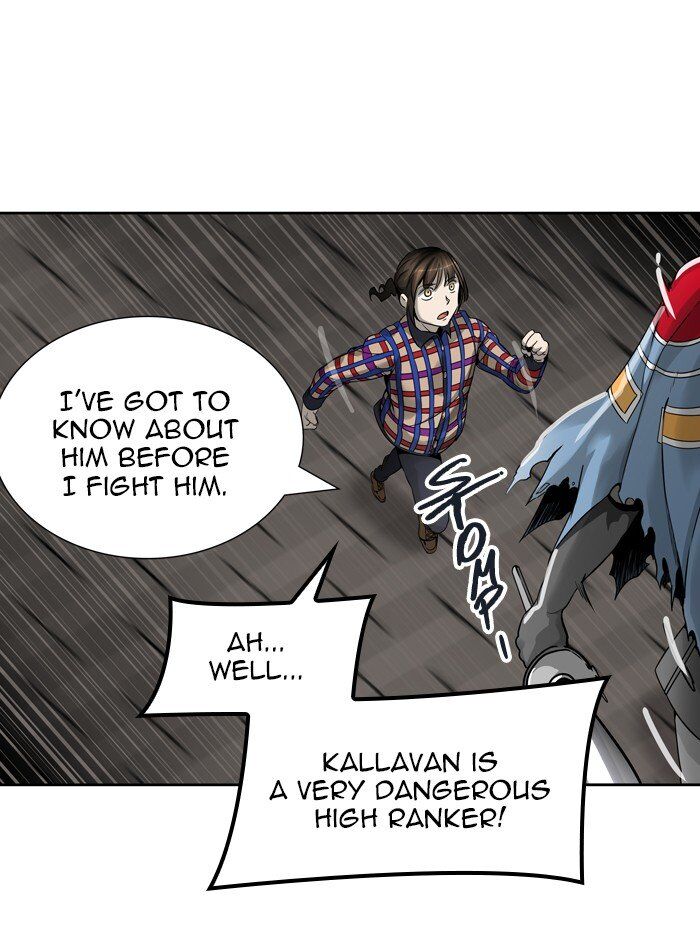 I'VE GOT TO
KNOW ABOUT
HIM BEFORE
I FIGHT HIM.
STOMP-
AH...
WELL...
KALLAVAN IS
A VERY DANGEROUS
HIGH RANKER!